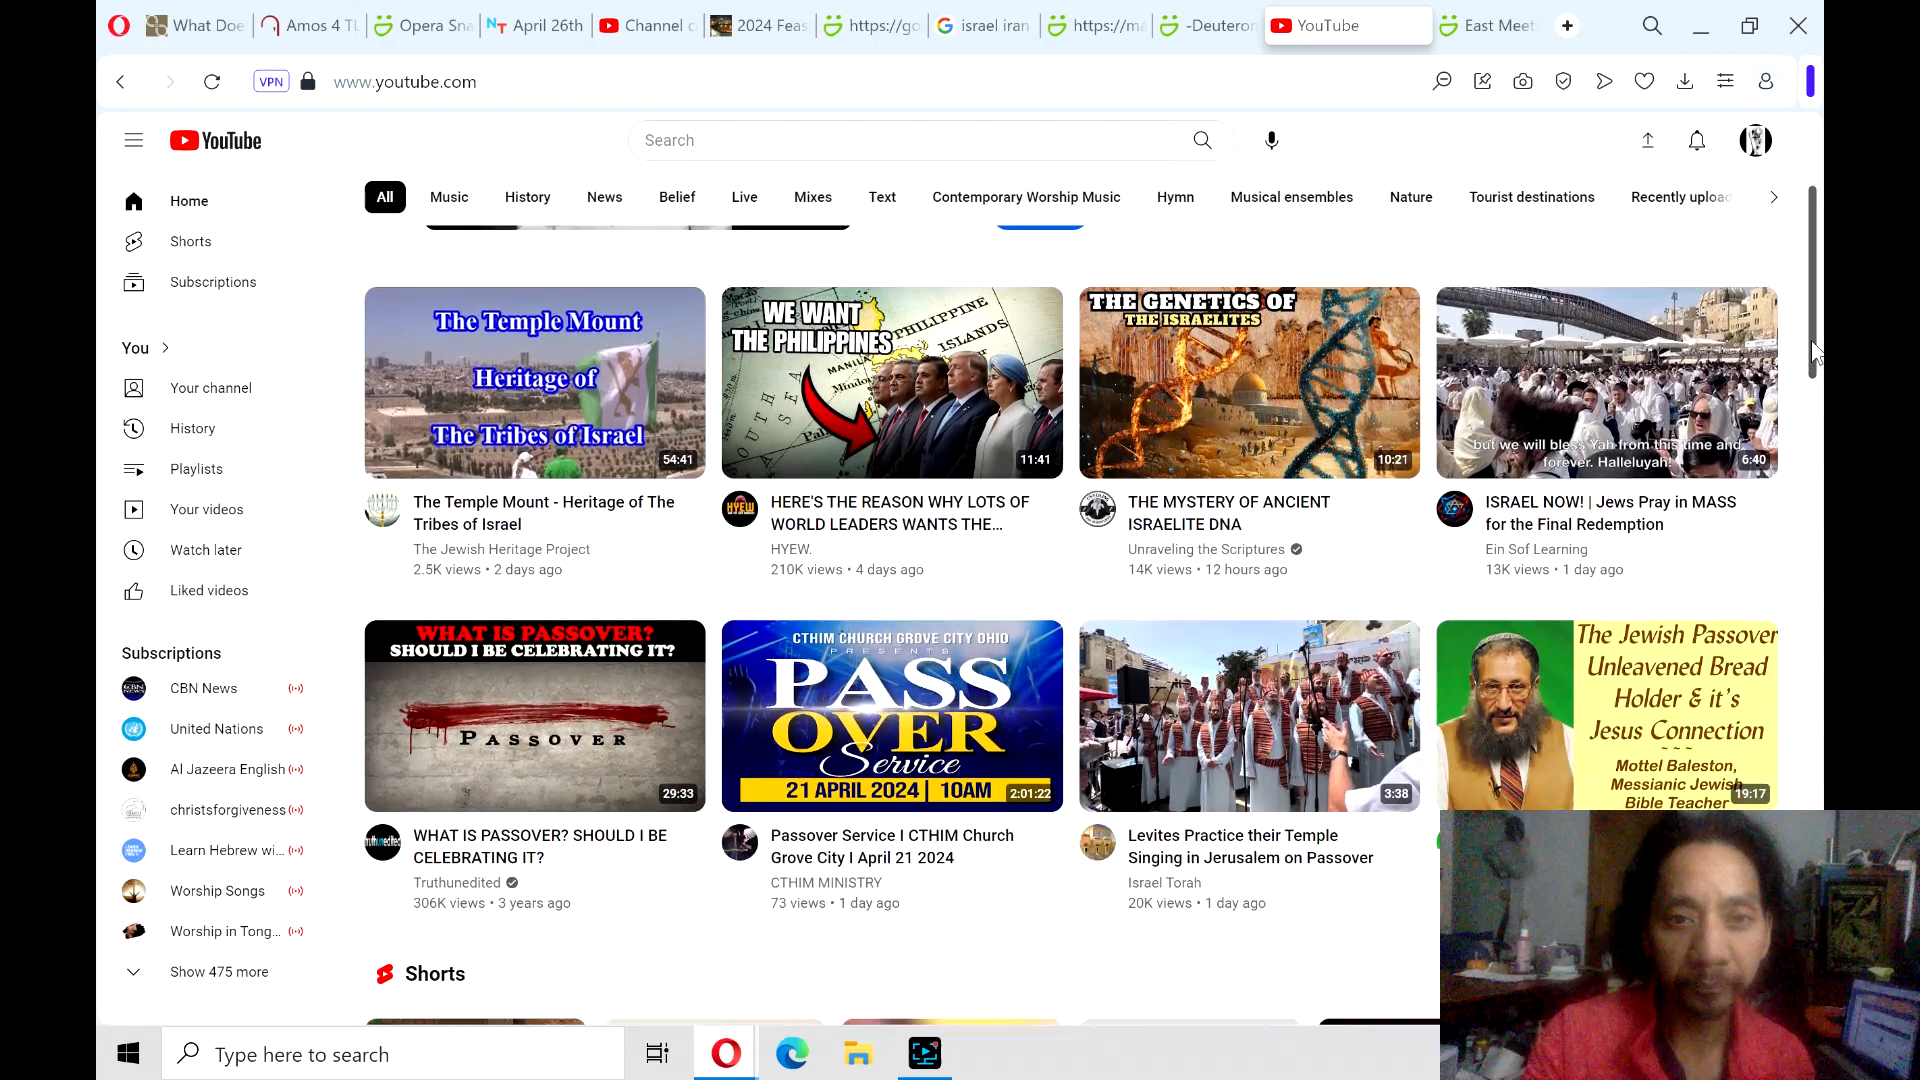 What Doe
Amos 4 TL
Opera Sna
April 26th
Channel c
2024 Feas
https://go
israel iran
https://ma
-Deuteron
YouTube
East Meet
VPN
www.youtube.com
YouTube
Search
All
Music
History
News
Belief
Live
Mixes
Text
Contemporary Worship Music
Hymn
Musical ensembles
Nature
Tourist destinations
Recently upload
Home
Shorts
Subscriptions
You
Your channel
History
Playlists
Your videos
Watch later
Liked videos
Subscriptions
CBN News
United Nations
Al Jazeera English
christsforgiveness
Learn Hebrew wi...
Worship Songs
Worship in Tong...
Show 475 more
The Temple Mount
Heritage of
The Tribes of Israel
54:41
The Temple Mount - Heritage of The
Tribes of Israel
The Jewish Heritage Project
2.5K views • 2 days ago
WE WANT
THE PHILIPPINES
PHILIPPINE
ISLANDS
MANILA
11:41
HERE'S THE REASON WHY LOTS OF
WORLD LEADERS WANTS THE...
HYEW.
210K views • 4 days ago
THE GENETICS OF
THE ISRAELITES
10:21
THE MYSTERY OF ANCIENT
ISRAELITE DNA
Unraveling the Scriptures
14K views • 12 hours ago
but we will bless Yah from this time and
forever. Halleluyah!
6:40
ISRAEL NOW! | Jews Pray in MASS
for the Final Redemption
Ein Sof Learning
13K views • 1 day ago
WHAT IS PASSOVER?
SHOULD I BE CELEBRATING IT?
PASSOVER
29:33
WHAT IS PASSOVER? SHOULD I BE
CELEBRATING IT?
Truthunedited
306K views • 3 years ago
CTHIM CHURCH GROVE CITY OHIO
PRESENTS
PASS
OVER
Service
21 APRIL 2024 | 10AM
2:01:22
Passover Service I CTHIM Church
Grove City I April 21 2024
CTHIM MINISTRY
73 views • 1 day ago
3:38
Levites Practice their Temple
Singing in Jerusalem on Passover
Israel Torah
20K views • 1 day ago
The Jewish Passover
Unleavened Bread
Holder & it's
Jesus Connection
~ ~ ~
Mottel Baleston,
Messianic Jewish
Bible Teacher
19:17
Shorts
Type here to search